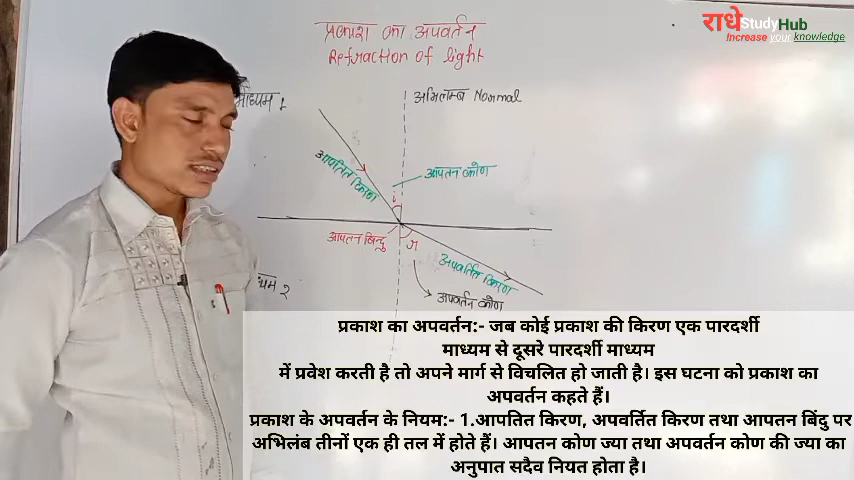 राधे StudyHub
Increase your knowledge
प्रकाश का अपवर्तन
Refraction of light
माध्यम 1
अभिलम्ब Normal
आपतित किरण
आपतन कोण
i
आपतन बिन्दु
r
अपवर्तित किरण
अपवर्तन कोण
2
प्रकाश का अपवर्तन:- जब कोई प्रकाश की किरण एक पारदर्शी
माध्यम से दूसरे पारदर्शी माध्यम
में प्रवेश करती है तो अपने मार्ग से विचलित हो जाती है। इस घटना को प्रकाश का
अपवर्तन कहते हैं।
प्रकाश के अपवर्तन के नियम:- 1.आपतित किरण, अपवर्तित किरण तथा आपतन बिंदु पर
अभिलंब तीनों एक ही तल में होते हैं। आपतन कोण ज्या तथा अपवर्तन कोण की ज्या का
अनुपात सदैव नियत होता है।